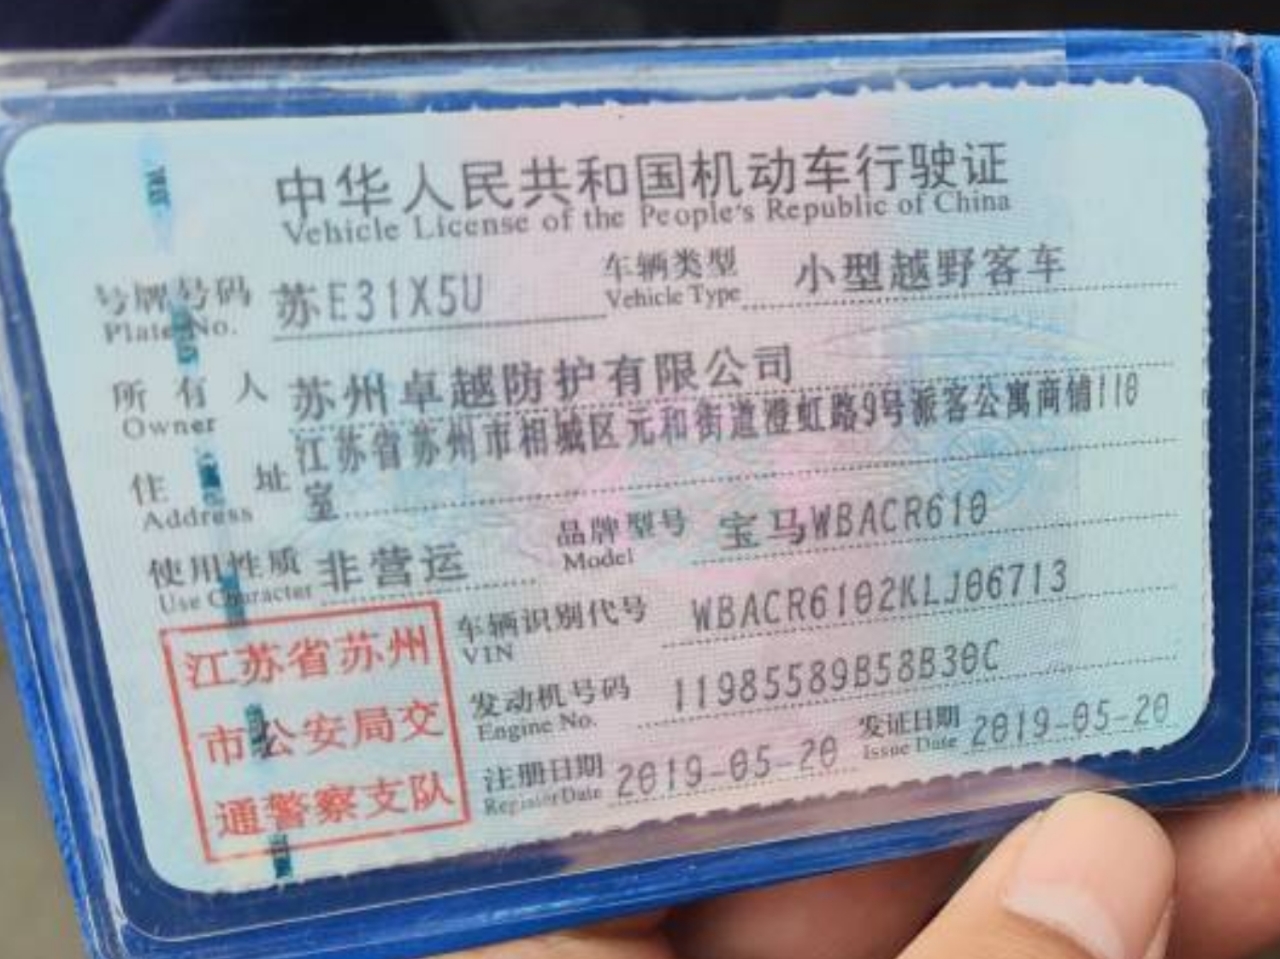 中华人民共和国机动车行驶证
Vehicle License of the People's Republic of China
号牌号码 苏E31X5U 车辆类型 小型越野客车
Plate No. Vehicle Type
所有人 苏州卓越防护有限公司
Owner
住址 江苏省苏州市相城区元和街道澄虹路9号派客公寓商铺110
Address 室
使用性质 非营运 品牌型号 宝马WBACR610
Use Character Model
车辆识别代号 WBACR6102KLJ06713
VIN
发动机号码 11985589B58B30C
Engine No.
注册日期 2019-05-20 发证日期 2019-05-20
Register Date Issue Date
江苏省苏州
市公安局交
通警察支队